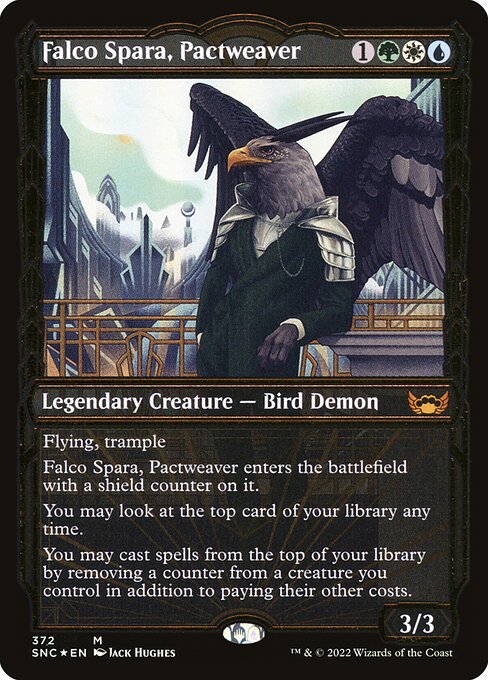 Falco Spara, Pactweaver 1
Legendary Creature — Bird Demon
Flying, trample
Falco Spara, Pactweaver enters the battlefield
with a shield counter on it.
You may look at the top card of your library any
time.
You may cast spells from the top of your library
by removing a counter from a creature you
control in addition to paying their other costs.
3/3
372 M
SNC ★ EN Jack Hughes
™ & © 2022 Wizards of the Coast